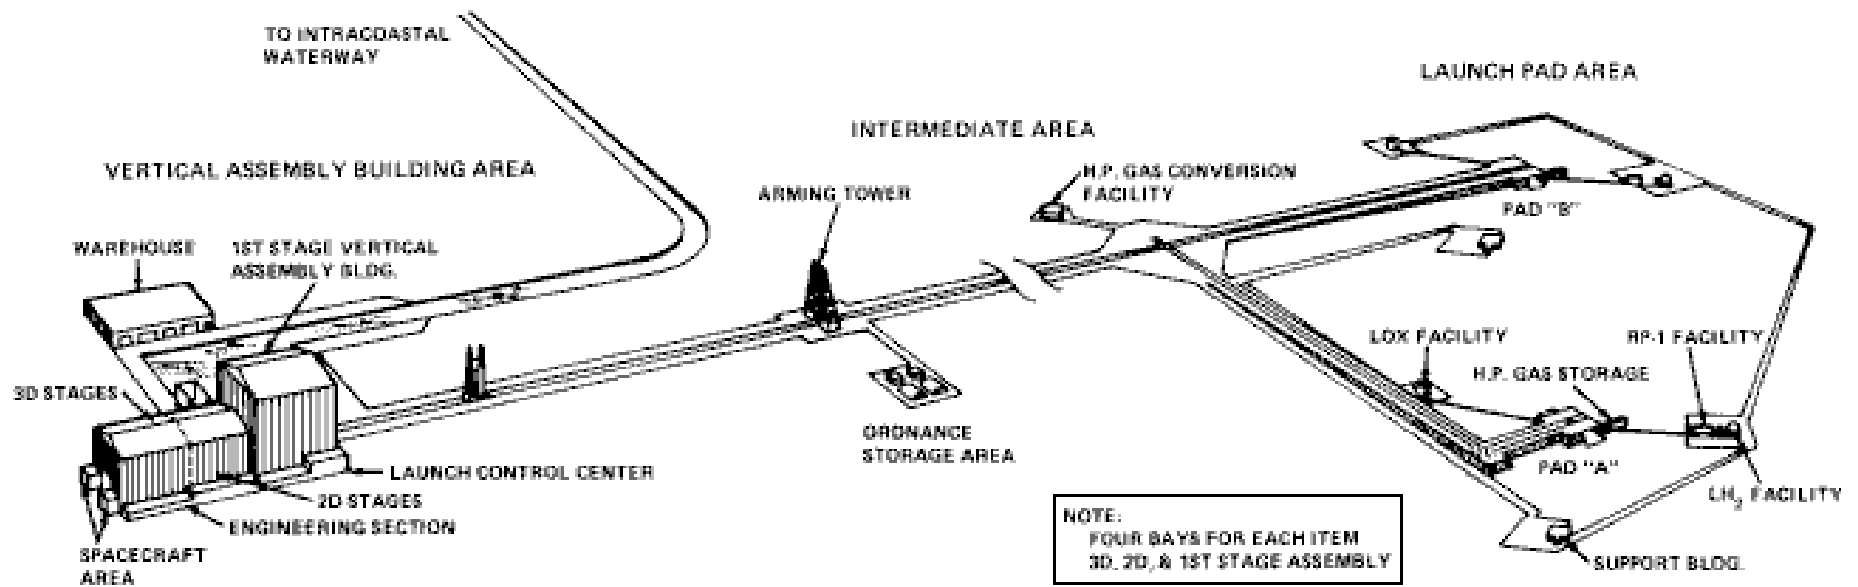 TO INTRACOASTAL
WATERWAY
LAUNCH PAD AREA
INTERMEDIATE AREA
VERTICAL ASSEMBLY BUILDING AREA
H.P. GAS CONVERSION
FACILITY
ARMING TOWER
PAD "B"
WAREHOUSE
1ST STAGE VERTICAL
ASSEMBLY BLDG.
LOX FACILITY
RP-1 FACILITY
H.P. GAS STORAGE
3D STAGES
ORDNANCE
STORAGE AREA
PAD "A"
LAUNCH CONTROL CENTER
2D STAGES
ENGINEERING SECTION
LH2 FACILITY
SPACECRAFT
AREA
NOTE:
FOUR BAYS FOR EACH ITEM
3D, 2D, & 1ST STAGE ASSEMBLY
SUPPORT BLDG.